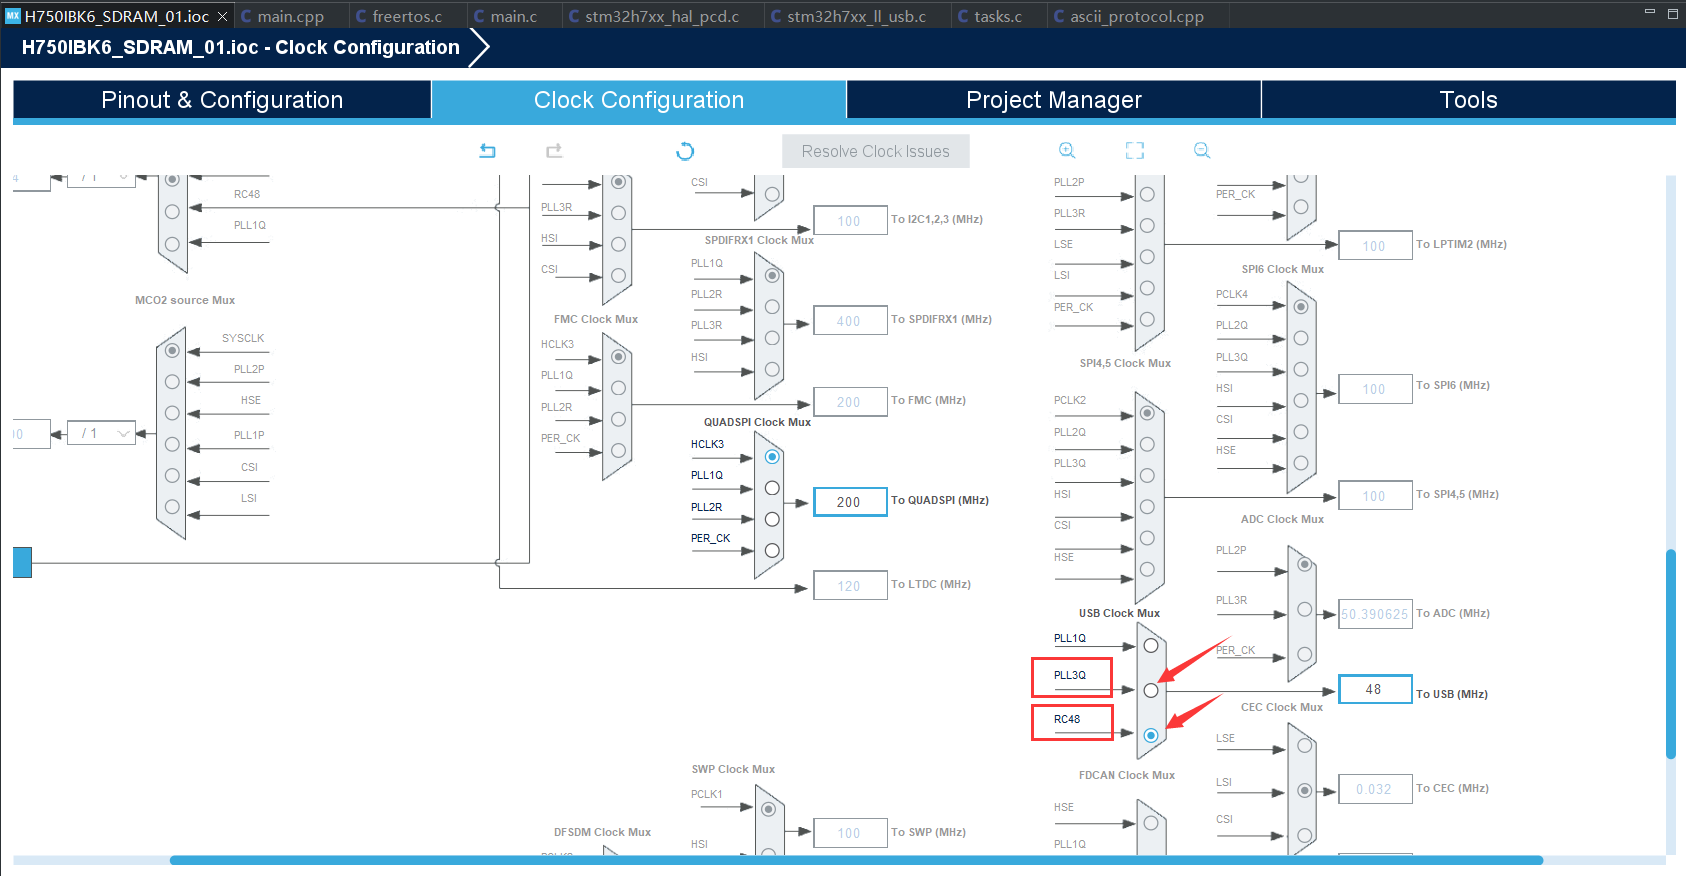 MX H750IBK6_SDRAM_01.ioc
main.cpp
freertos.c
main.c
stm32h7xx_hal_pcd.c
stm32h7xx_ll_usb.c
tasks.c
ascii_protocol.cpp
H750IBK6_SDRAM_01.ioc - Clock Configuration
Pinout & Configuration
Clock Configuration
Project Manager
Tools
Resolve Clock Issues
/ 1
RC48
PLL1Q
MCO2 source Mux
SYSCLK
PLL2P
HSE
PLL1P
CSI
LSI
/ 1
PLL3R
HSI
CSI
FMC Clock Mux
HCLK3
PLL1Q
PLL2R
PER_CK
CSI
100
To I2C1,2,3 (MHz)
SPDIFRX1 Clock Mux
PLL1Q
PLL2R
PLL3R
HSI
400
To SPDIFRX1 (MHz)
200
To FMC (MHz)
QUADSPI Clock Mux
HCLK3
PLL1Q
PLL2R
PER_CK
200
To QUADSPI (MHz)
120
To LTDC (MHz)
SWP Clock Mux
PCLK1
HSI
100
To SWP (MHz)
DFSDM Clock Mux
PLL2P
PLL3R
LSE
LSI
PER_CK
PER_CK
100
To LPTIM2 (MHz)
SPI4,5 Clock Mux
PCLK2
PLL2Q
PLL3Q
HSI
CSI
HSE
SPI6 Clock Mux
PCLK4
PLL2Q
PLL3Q
HSI
CSI
HSE
100
To SPI6 (MHz)
100
To SPI4,5 (MHz)
ADC Clock Mux
PLL2P
PLL3R
PER_CK
50.390625
To ADC (MHz)
USB Clock Mux
PLL1Q
PLL3Q
RC48
48
To USB (MHz)
CEC Clock Mux
LSE
LSI
CSI
0.032
To CEC (MHz)
FDCAN Clock Mux
HSE
PLL1Q